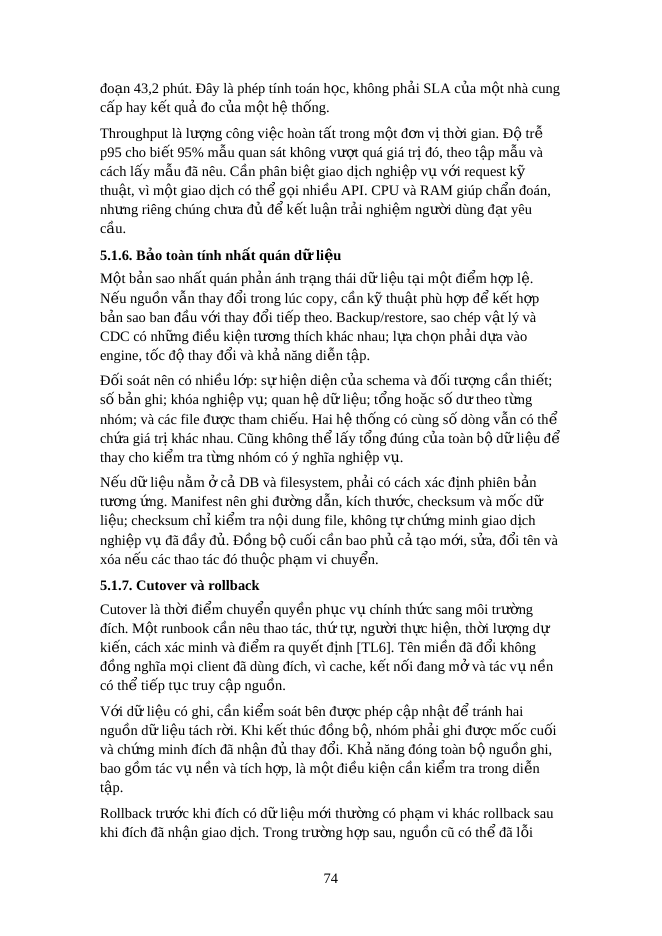 đoạn 43,2 phút. Đây là phép tính toán học, không phải SLA của một nhà cung
cấp hay kết quả đo của một hệ thống.
Throughput là lượng công việc hoàn tất trong một đơn vị thời gian. Độ trễ
p95 cho biết 95% mẫu quan sát không vượt quá giá trị đó, theo tập mẫu và
cách lấy mẫu đã nêu. Cần phân biệt giao dịch nghiệp vụ với request kỹ
thuật, vì một giao dịch có thể gọi nhiều API. CPU và RAM giúp chẩn đoán,
nhưng riêng chúng chưa đủ để kết luận trải nghiệm người dùng đạt yêu
cầu.
5.1.6. Bảo toàn tính nhất quán dữ liệu
Một bản sao nhất quán phản ánh trạng thái dữ liệu tại một điểm hợp lệ.
Nếu nguồn vẫn thay đổi trong lúc copy, cần kỹ thuật phù hợp để kết hợp
bản sao ban đầu với thay đổi tiếp theo. Backup/restore, sao chép vật lý và
CDC có những điều kiện tương thích khác nhau; lựa chọn phải dựa vào
engine, tốc độ thay đổi và khả năng diễn tập.
Đối soát nên có nhiều lớp: sự hiện diện của schema và đối tượng cần thiết;
số bản ghi; khóa nghiệp vụ; quan hệ dữ liệu; tổng hoặc số dư theo từng
nhóm; và các file được tham chiếu. Hai hệ thống có cùng số dòng vẫn có thể
chứa giá trị khác nhau. Cũng không thể lấy tổng đúng của toàn bộ dữ liệu để
thay cho kiểm tra từng nhóm có ý nghĩa nghiệp vụ.
Nếu dữ liệu nằm ở cả DB và filesystem, phải có cách xác định phiên bản
tương ứng. Manifest nên ghi đường dẫn, kích thước, checksum và mốc dữ
liệu; checksum chỉ kiểm tra nội dung file, không tự chứng minh giao dịch
nghiệp vụ đã đầy đủ. Đồng bộ cuối cần bao phủ cả tạo mới, sửa, đổi tên và
xóa nếu các thao tác đó thuộc phạm vi chuyển.
5.1.7. Cutover và rollback
Cutover là thời điểm chuyển quyền phục vụ chính thức sang môi trường
đích. Một runbook cần nêu thao tác, thứ tự, người thực hiện, thời lượng dự
kiến, cách xác minh và điểm ra quyết định [TL6]. Tên miền đã đổi không
đồng nghĩa mọi client đã dùng đích, vì cache, kết nối đang mở và tác vụ nền
có thể tiếp tục truy cập nguồn.
Với dữ liệu có ghi, cần kiểm soát bên được phép cập nhật để tránh hai
nguồn dữ liệu tách rời. Khi kết thúc đồng bộ, nhóm phải ghi được mốc cuối
và chứng minh đích đã nhận đủ thay đổi. Khả năng đóng toàn bộ nguồn ghi,
bao gồm tác vụ nền và tích hợp, là một điều kiện cần kiểm tra trong diễn
tập.
Rollback trước khi đích có dữ liệu mới thường có phạm vi khác rollback sau
khi đích đã nhận giao dịch. Trong trường hợp sau, nguồn cũ có thể đã lỗi
74